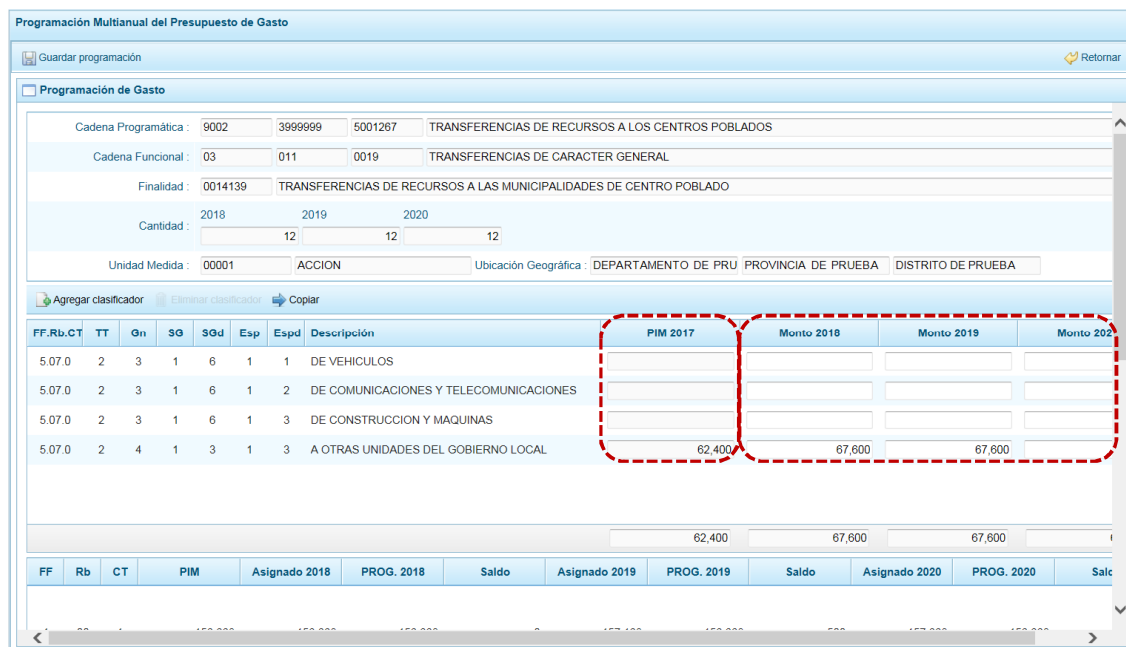 Programación Multianual del Presupuesto de Gasto
Guardar programación Retornar
Programación de Gasto
Cadena Programática : 9002 3999999 5001267 TRANSFERENCIAS DE RECURSOS A LOS CENTROS POBLADOS
Cadena Funcional : 03 011 0019 TRANSFERENCIAS DE CARACTER GENERAL
Finalidad : 0014139 TRANSFERENCIAS DE RECURSOS A LAS MUNICIPALIDADES DE CENTRO POBLADO
2018 2019 2020
Cantidad : 12 12 12
Unidad Medida : 00001 ACCION Ubicación Geográfica : DEPARTAMENTO DE PRU PROVINCIA DE PRUEBA DISTRITO DE PRUEBA
Agregar clasificador Eliminar clasificador Copiar
FF.Rb.CT TT Gn SG SGd Esp Espd Descripción PIM 2017 Monto 2018 Monto 2019 Monto 202
5.07.0 2 3 1 6 1 1 DE VEHICULOS
5.07.0 2 3 1 6 1 2 DE COMUNICACIONES Y TELECOMUNICACIONES
5.07.0 2 3 1 6 1 3 DE CONSTRUCCION Y MAQUINAS
5.07.0 2 4 1 3 1 3 A OTRAS UNIDADES DEL GOBIERNO LOCAL 62,400 67,600 67,600
62,400 67,600 67,600
FF Rb CT PIM Asignado 2018 PROG. 2018 Saldo Asignado 2019 PROG. 2019 Saldo Asignado 2020 PROG. 2020 Salc